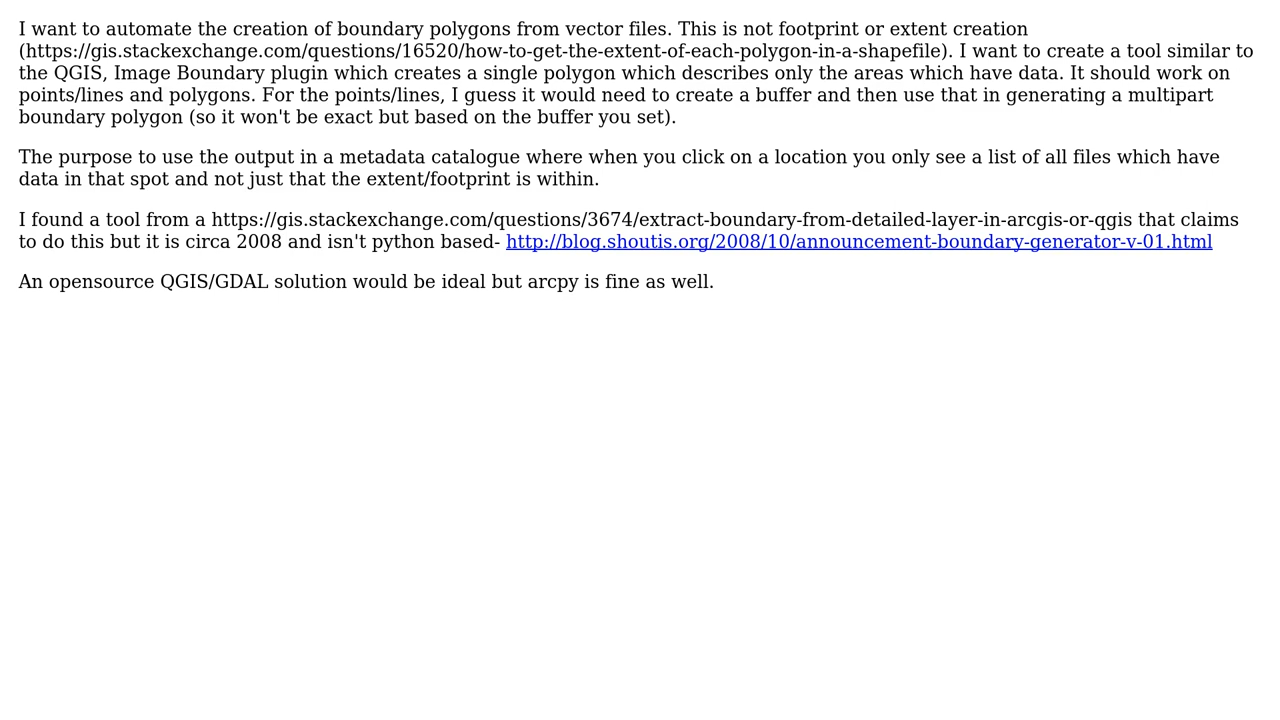 I want to automate the creation of boundary polygons from vector files. This is not footprint or extent creation
(https://gis.stackexchange.com/questions/16520/how-to-get-the-extent-of-each-polygon-in-a-shapefile). I want to create a tool similar to
the QGIS, Image Boundary plugin which creates a single polygon which describes only the areas which have data. It should work on
points/lines and polygons. For the points/lines, I guess it would need to create a buffer and then use that in generating a multipart
boundary polygon (so it won't be exact but based on the buffer you set).
The purpose to use the output in a metadata catalogue where when you click on a location you only see a list of all files which have
data in that spot and not just that the extent/footprint is within.
I found a tool from a https://gis.stackexchange.com/questions/3674/extract-boundary-from-detailed-layer-in-arcgis-or-qgis that claims
to do this but it is circa 2008 and isn't python based- http://blog.shoutis.org/2008/10/announcement-boundary-generator-v-01.html
An opensource QGIS/GDAL solution would be ideal but arcpy is fine as well.